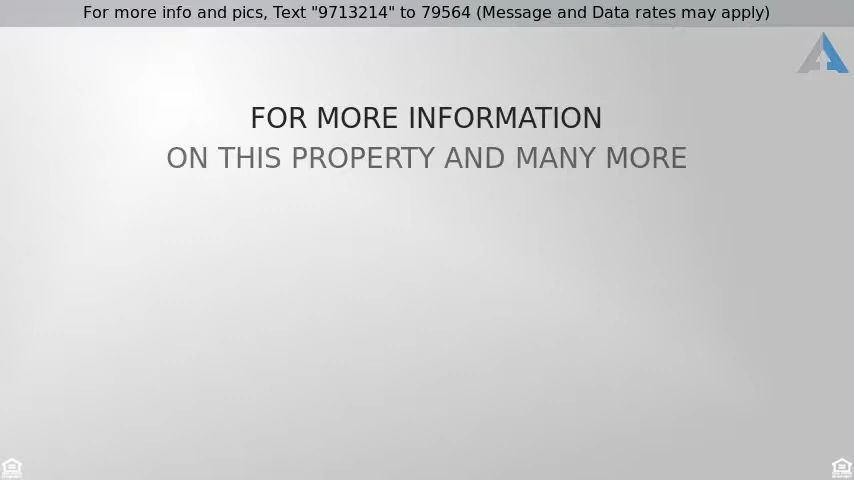 For more info and pics, Text "9713214" to 79564 (Message and Data rates may apply)
FOR MORE INFORMATION
ON THIS PROPERTY AND MANY MORE